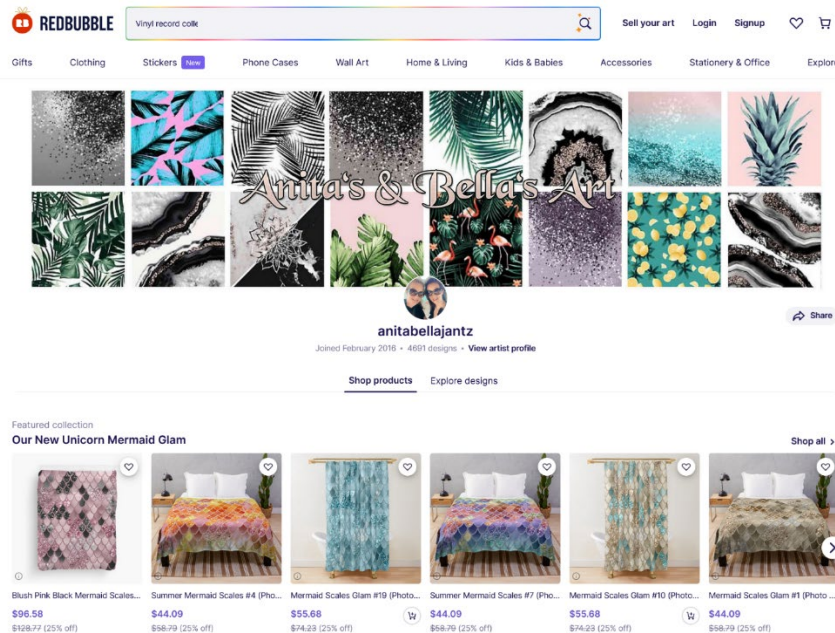 REDBUBBLE
Vinyl record colle
Sell your art Login Signup
Gifts Clothing Stickers New Phone Cases Wall Art Home & Living Kids & Babies Accessories Stationery & Office Explor
Anita's & Bella's Art
Share
anitabellajantz
Joined February 2016 • 4691 designs • View artist profile
Shop products Explore designs
Featured collection
Our New Unicorn Mermaid Glam
Shop all
Blush Pink Black Mermaid Scales... Summer Mermaid Scales #4 (Pho... Mermaid Scales Glam #19 (Photo... Summer Mermaid Scales #7 (Pho... Mermaid Scales Glam #10 (Photo... Mermaid Scales Glam #1 (Photo ...
$96.58 $44.09 $55.68 $44.09 $55.68 $44.09
$128.77 (25% off) $58.79 (25% off) $74.23 (25% off) $58.79 (25% off) $74.23 (25% off) $58.79 (25% off)